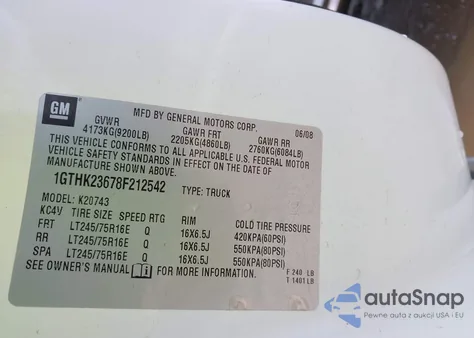 GM
MFD BY GENERAL MOTORS CORP. 06/08
GVWR GAWR FRT GAWR RR
4173KG(9200LB) 2205KG(4860LB) 2760KG(6084LB)
THIS VEHICLE CONFORMS TO ALL APPLICABLE U.S. FEDERAL MOTOR
VEHICLE SAFETY STANDARDS IN EFFECT ON THE DATE OF
MANUFACTURE SHOWN ABOVE.
1GTHK23678F212542 TYPE: TRUCK
MODEL: K20743
KC4V TIRE SIZE SPEED RTG RIM COLD TIRE PRESSURE
FRT LT245/75R16E Q 16X6.5J 420KPA(60PSI)
RR LT245/75R16E Q 16X6.5J 550KPA(80PSI)
SPA LT245/75R16E Q 16X6.5J 550KPA(80PSI)
SEE OWNER'S MANUAL FOR MORE INFORMATION.
F 240 LB
T 1401 LB
autoSnap
Pewne auta z aukcji USA i EU